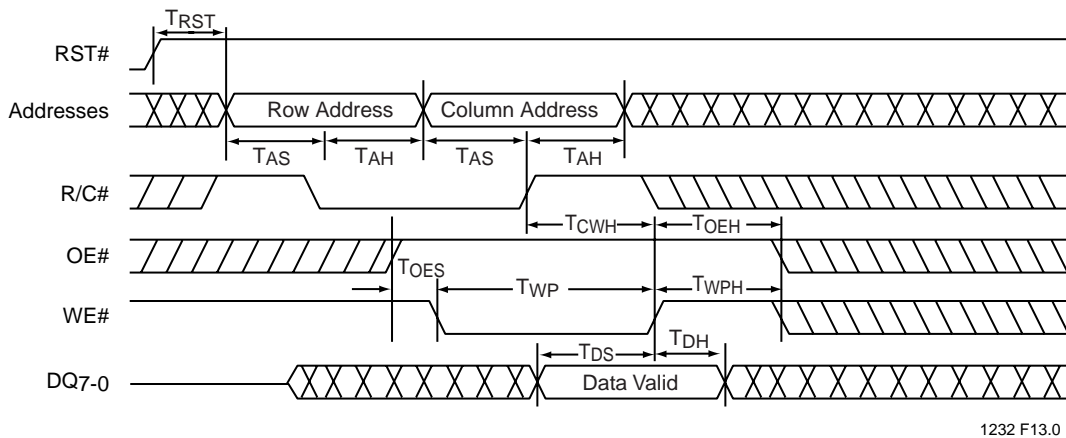 TRST
RST#
Addresses
Row Address
Column Address
TAS
TAH
TAS
TAH
R/C#
TCWH
TOEH
OE#
TOES
TWP
TWPH
WE#
TDS
TDH
DQ7-0
Data Valid
1232 F13.0